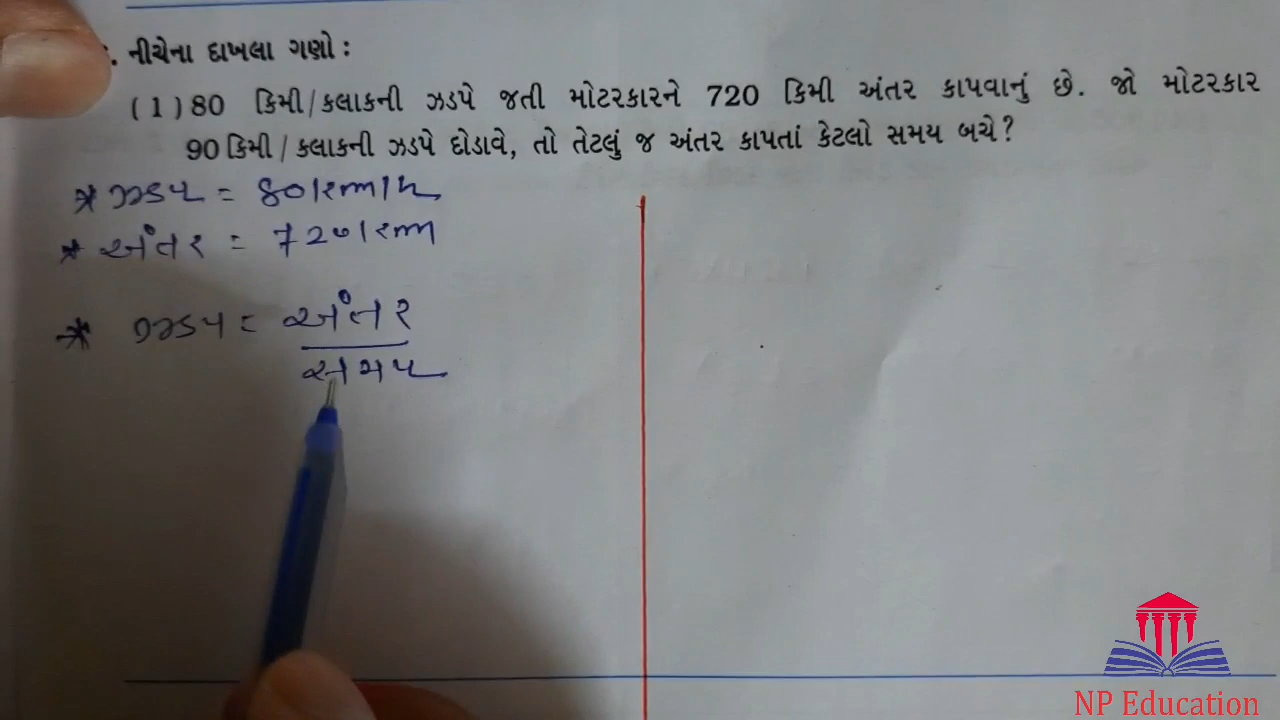 . નીચેના દાખલા ગણો :
( 1 ) 80 કિમી / કલાકની ઝડપે જતી મોટરકારને 720 કિમી અંતર કાપવાનું છે. જો મોટરકાર
90 કિમી / કલાકની ઝડપે દોડાવે, તો તેટલું જ અંતર કાપતાં કેટલો સમય બચે ?
* ઝડપ = 80 km/h
* અંતર = 720 km
* ઝડપ = અંતર
સમય
NP Education